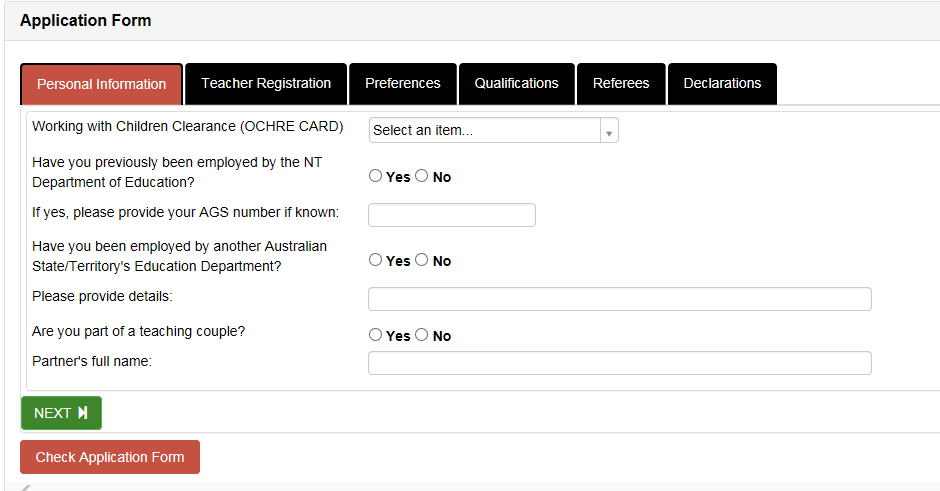 Application Form
Personal Information Teacher Registration Preferences Qualifications Referees Declarations
Working with Children Clearance (OCHRE CARD) Select an item...
Have you previously been employed by the NT
Department of Education? Yes No
If yes, please provide your AGS number if known:
Have you been employed by another Australian
State/Territory's Education Department? Yes No
Please provide details:
Are you part of a teaching couple? Yes No
Partner's full name:
NEXT
Check Application Form